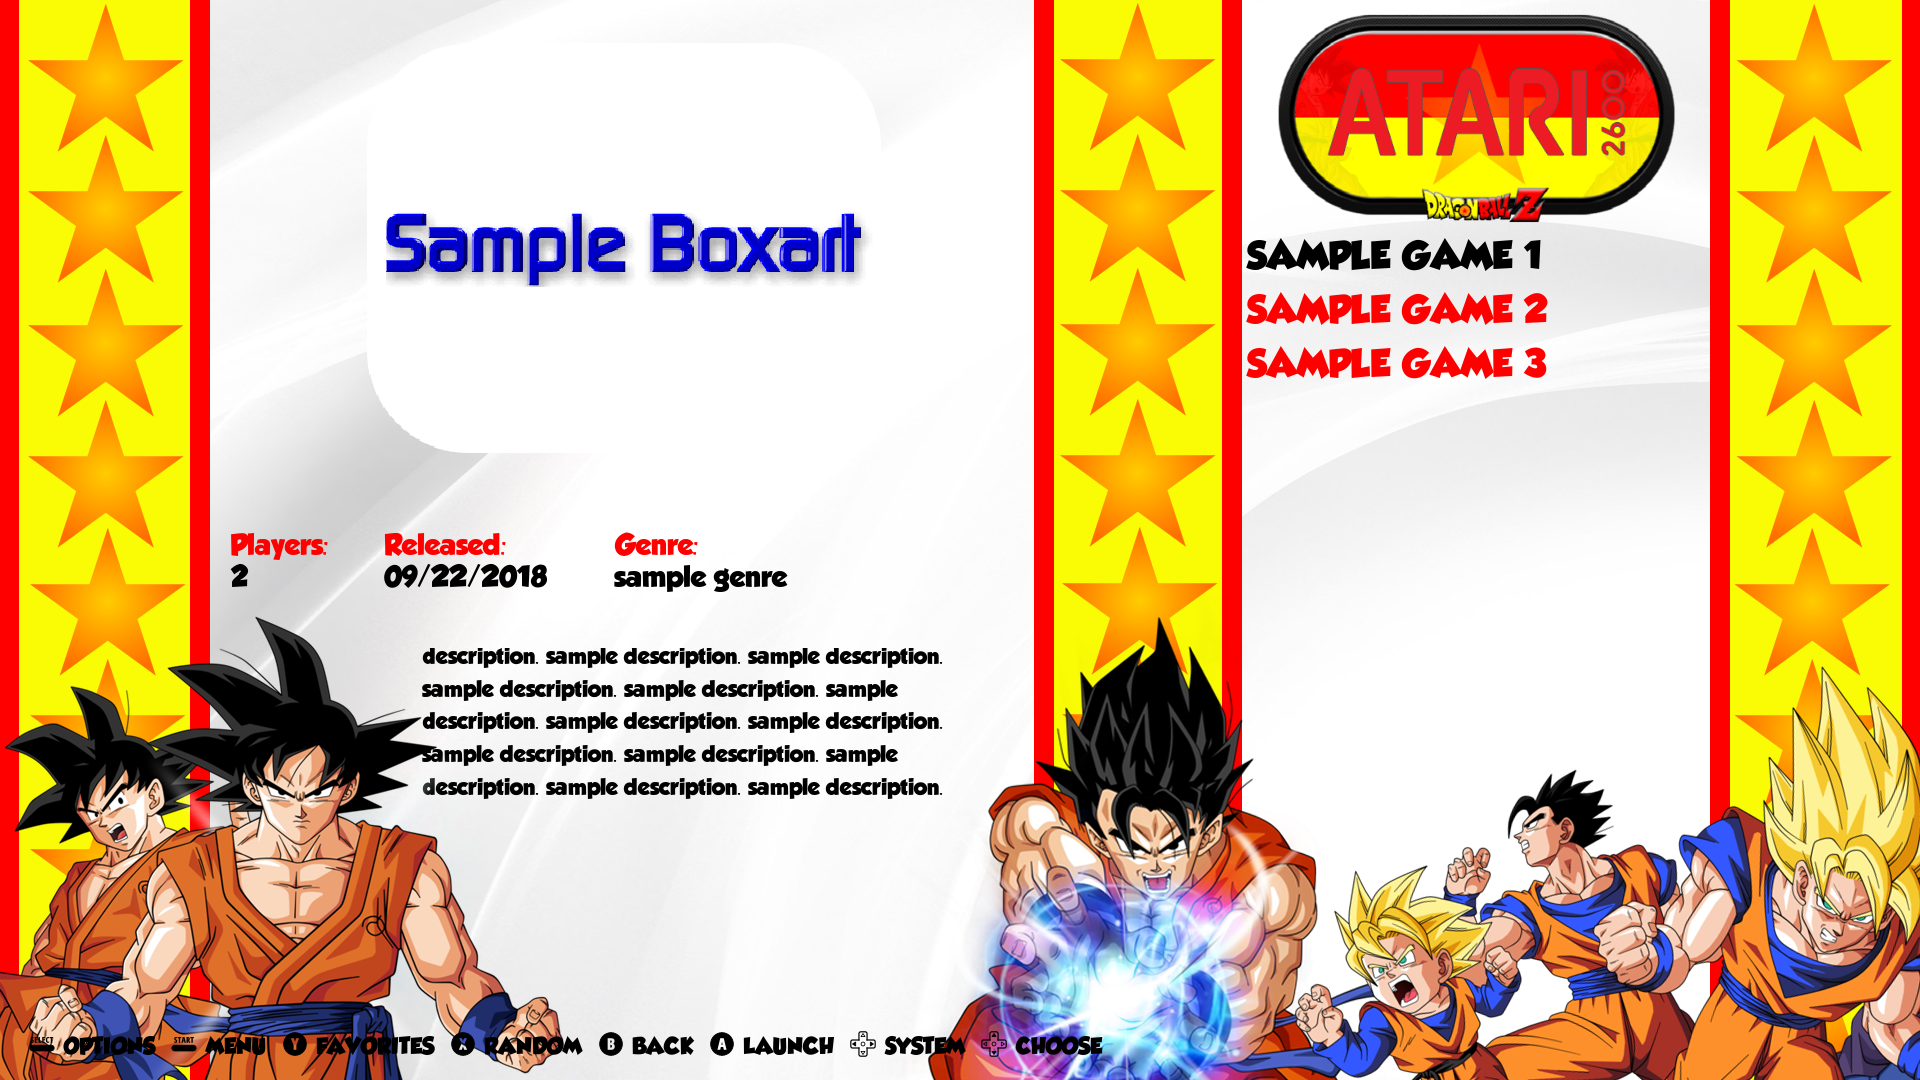 Sample Boxart
Players:
2
Released:
09/22/2018
Genre:
sample genre
description. sample description. sample description.
sample description. sample description. sample
description. sample description. sample description.
sample description. sample description. sample
description. sample description. sample description.
ATARI 2600
DRAGONBALL Z
SAMPLE GAME 1
SAMPLE GAME 2
SAMPLE GAME 3
SELECT OPTIONS START MENU Y FAVORITES X RANDOM B BACK A LAUNCH SYSTEM CHOOSE